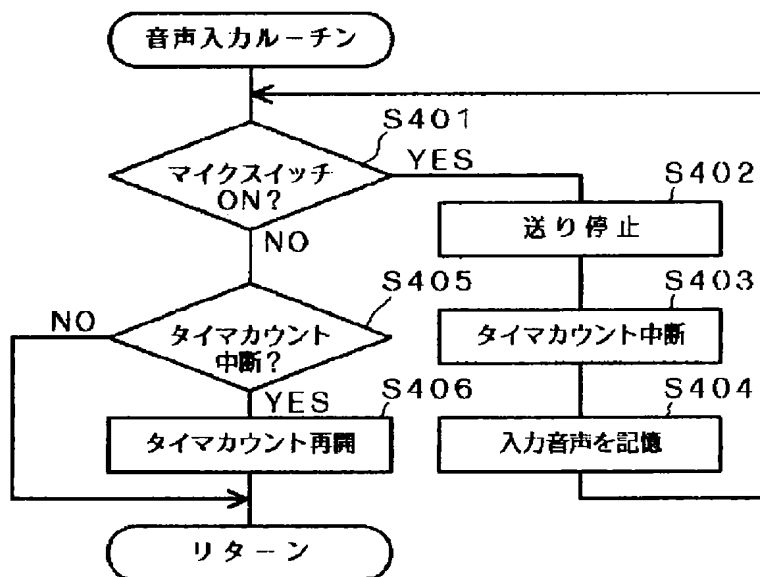 音声入力ルーチン
S401
マイクスイッチ
ON?
YES
NO
S402
送り停止
S403
タイマカウント中断
S404
入力音声を記憶
S405
タイマカウント
中断?
NO
YES
S406
タイマカウント再開
リターン